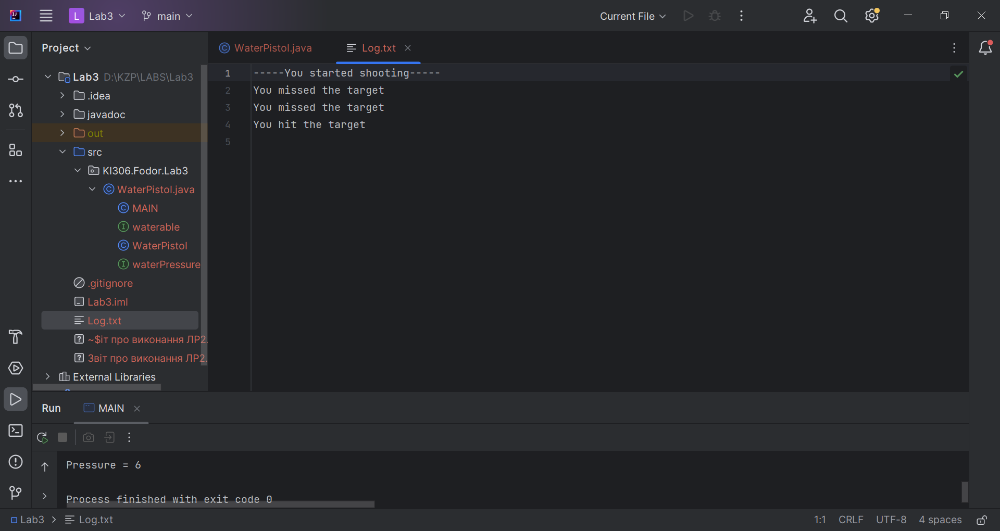 L Lab3 main Current File
Project
WaterPistol.java
Log.txt
Lab3 D:\KZP\LABS\Lab3
.idea
javadoc
out
src
KI306.Fodor.Lab3
WaterPistol.java
MAIN
waterable
WaterPistol
waterPressure
.gitignore
Lab3.iml
Log.txt
~$іт про виконання ЛР2.
Звіт про виконання ЛР2.
External Libraries
1 -----You started shooting-----
2 You missed the target
3 You missed the target
4 You hit the target
5
Run MAIN
Pressure = 6
Process finished with exit code 0
Lab3 Log.txt 1:1 CRLF UTF-8 4 spaces